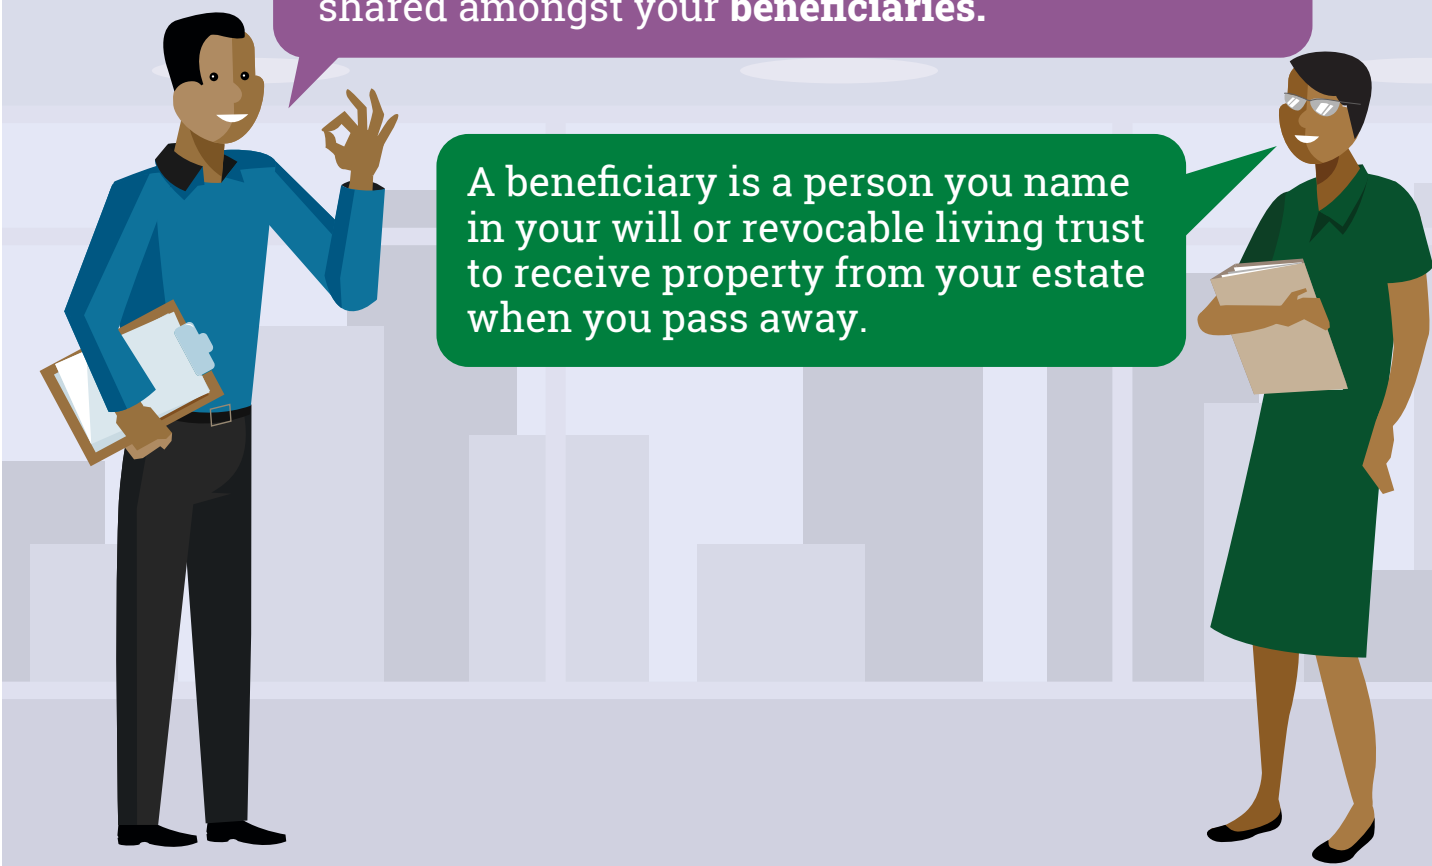 shared amongst your beneficiaries.
A beneficiary is a person you name
in your will or revocable living trust
to receive property from your estate
when you pass away.